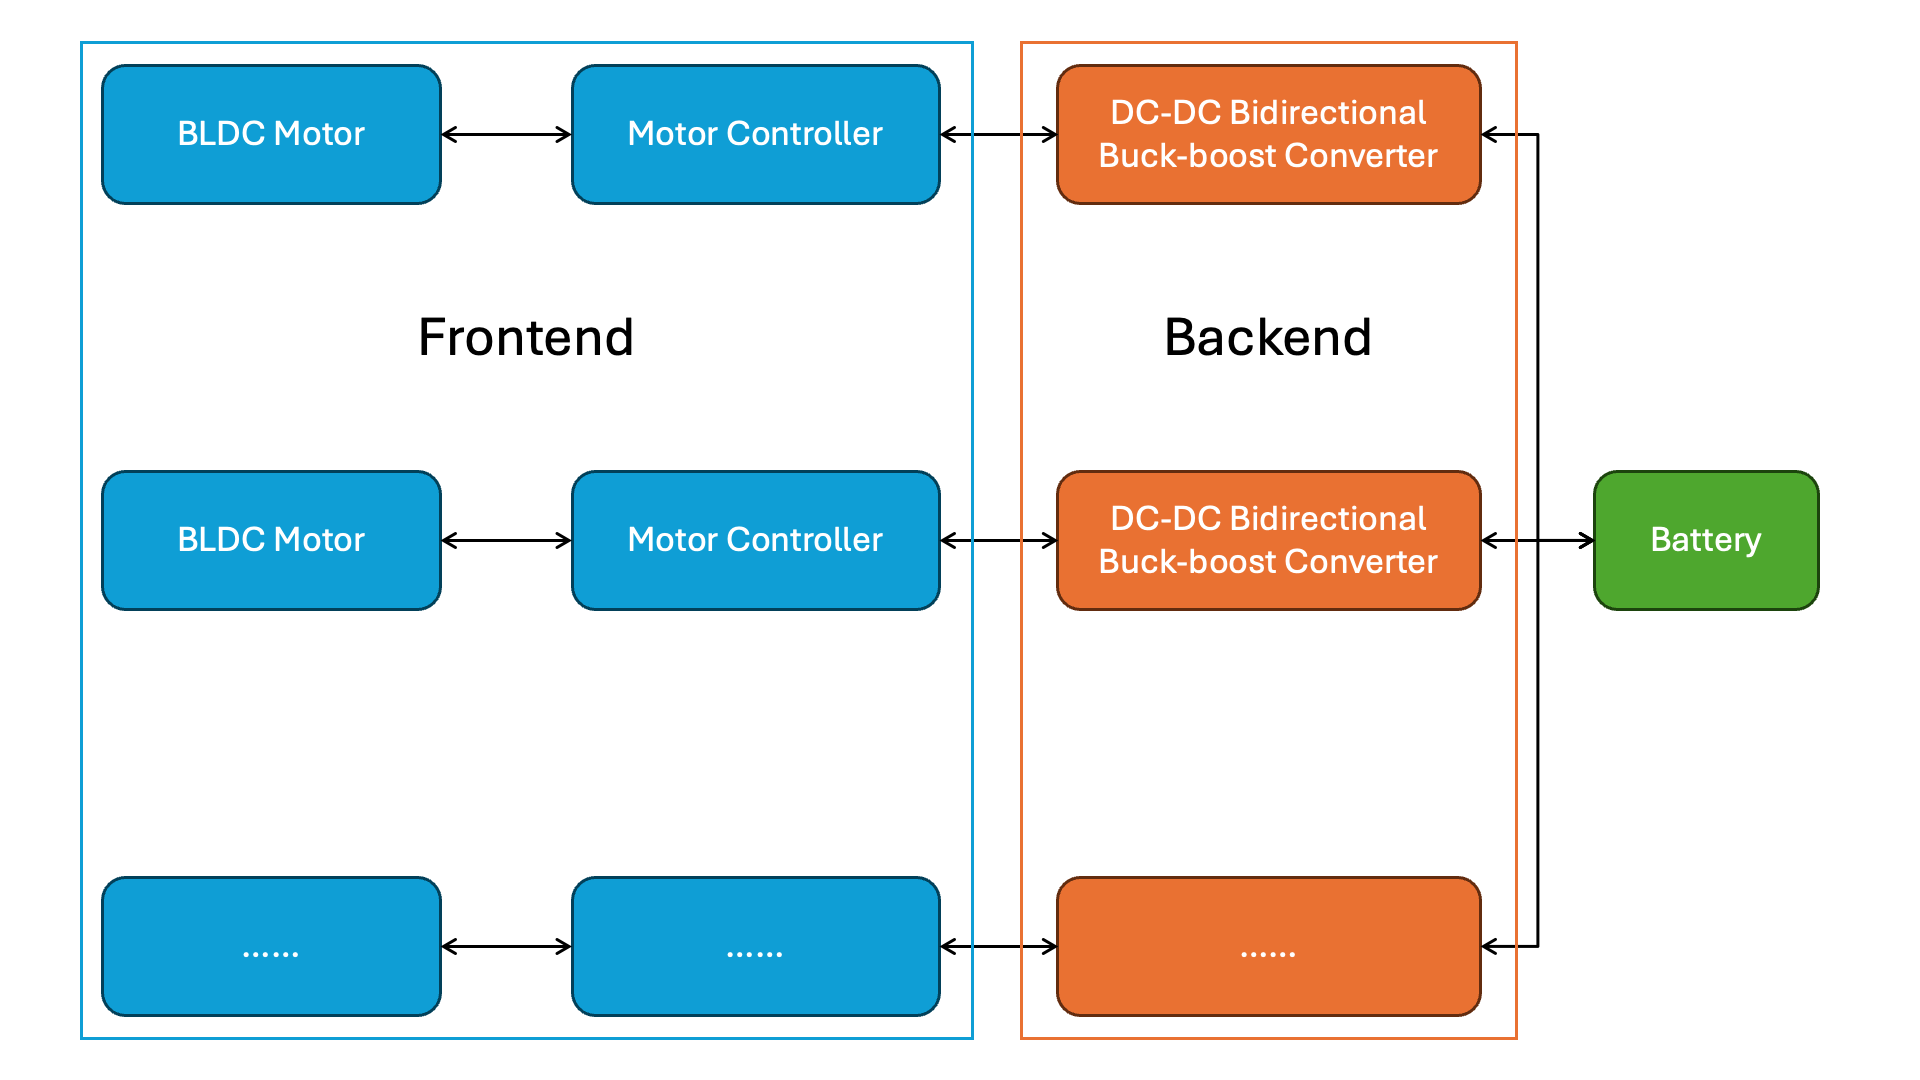 BLDC Motor
Motor Controller
DC-DC Bidirectional
Buck-boost Converter
Frontend
Backend
BLDC Motor
Motor Controller
DC-DC Bidirectional
Buck-boost Converter
Battery
......
......
......